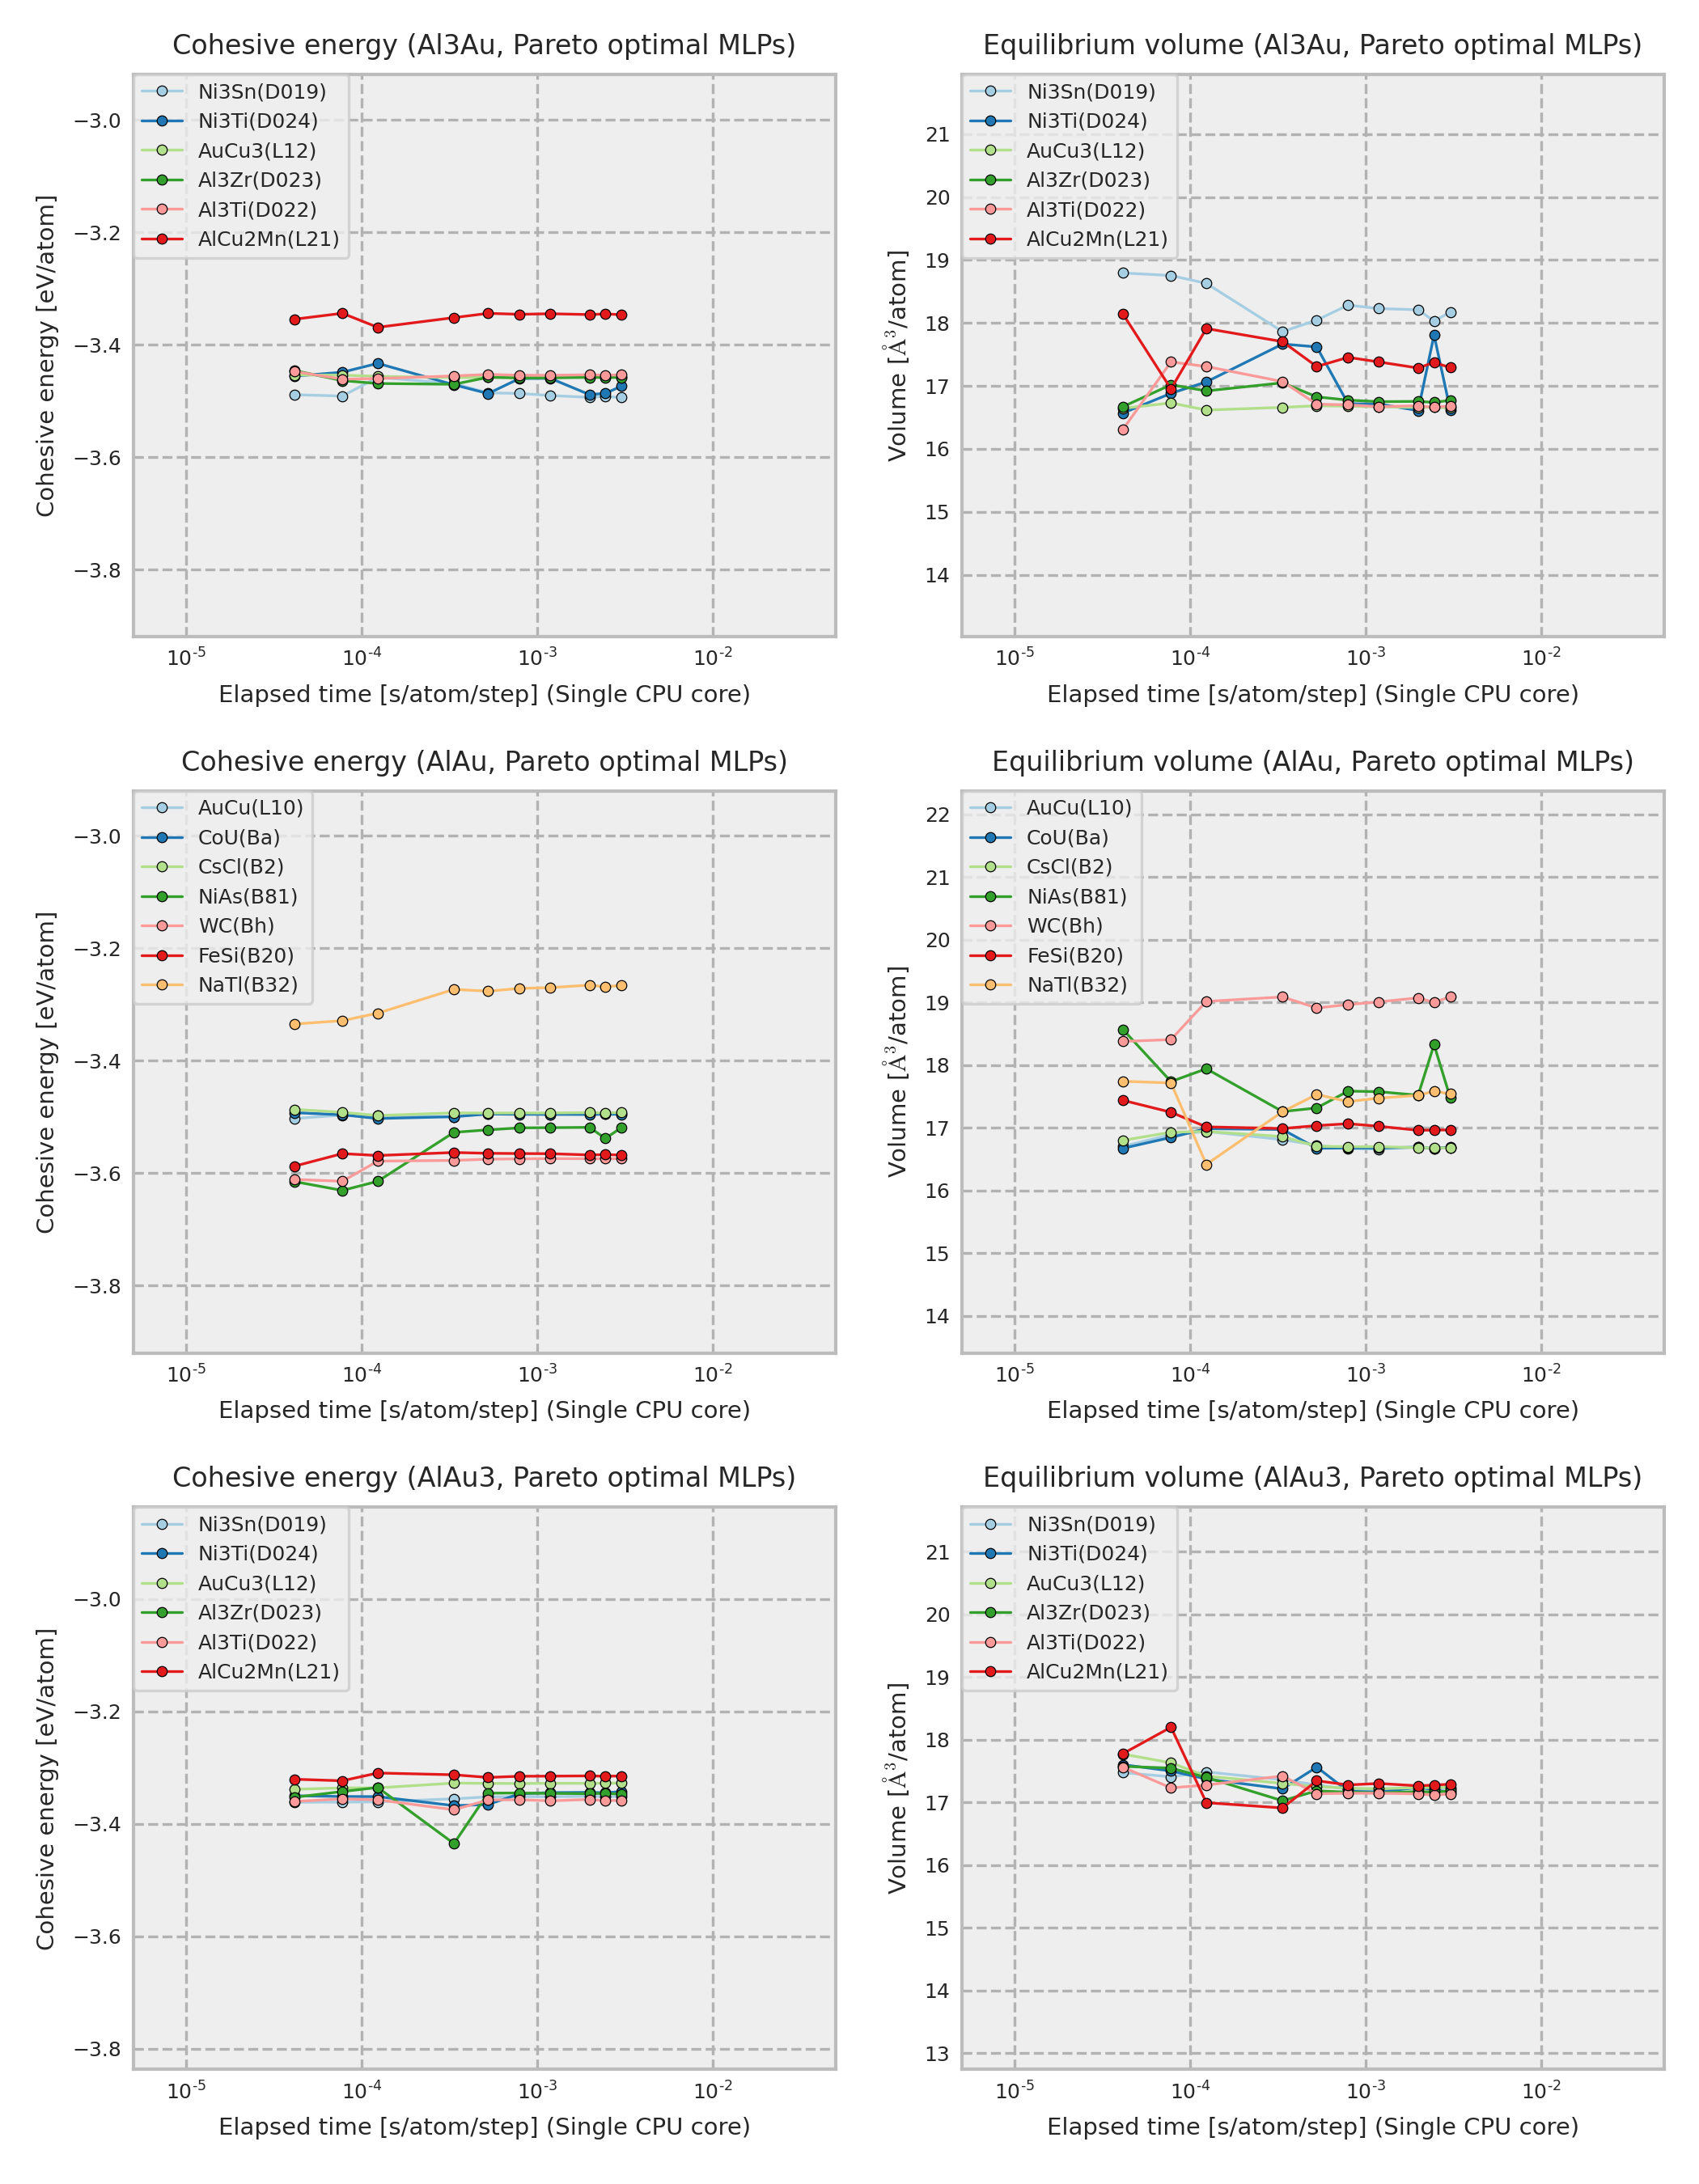 Cohesive energy (Al3Au, Pareto optimal MLPs)
Cohesive energy [eV/atom]
−3.0
−3.2
−3.4
−3.6
−3.8
Ni3Sn(D019)
Ni3Ti(D024)
AuCu3(L12)
Al3Zr(D023)
Al3Ti(D022)
AlCu2Mn(L21)
10-5 10-4 10-3 10-2
Elapsed time [s/atom/step] (Single CPU core)
Equilibrium volume (Al3Au, Pareto optimal MLPs)
Volume [Å3/atom]
21
20
19
18
17
16
15
14
Ni3Sn(D019)
Ni3Ti(D024)
AuCu3(L12)
Al3Zr(D023)
Al3Ti(D022)
AlCu2Mn(L21)
10-5 10-4 10-3 10-2
Elapsed time [s/atom/step] (Single CPU core)
Cohesive energy (AlAu, Pareto optimal MLPs)
Cohesive energy [eV/atom]
−3.0
−3.2
−3.4
−3.6
−3.8
AuCu(L10)
CoU(Ba)
CsCl(B2)
NiAs(B81)
WC(Bh)
FeSi(B20)
NaTl(B32)
10-5 10-4 10-3 10-2
Elapsed time [s/atom/step] (Single CPU core)
Equilibrium volume (AlAu, Pareto optimal MLPs)
Volume [Å3/atom]
22
21
20
19
18
17
16
15
14
AuCu(L10)
CoU(Ba)
CsCl(B2)
NiAs(B81)
WC(Bh)
FeSi(B20)
NaTl(B32)
10-5 10-4 10-3 10-2
Elapsed time [s/atom/step] (Single CPU core)
Cohesive energy (AlAu3, Pareto optimal MLPs)
Cohesive energy [eV/atom]
−3.0
−3.2
−3.4
−3.6
−3.8
Ni3Sn(D019)
Ni3Ti(D024)
AuCu3(L12)
Al3Zr(D023)
Al3Ti(D022)
AlCu2Mn(L21)
10-5 10-4 10-3 10-2
Elapsed time [s/atom/step] (Single CPU core)
Equilibrium volume (AlAu3, Pareto optimal MLPs)
Volume [Å3/atom]
21
20
19
18
17
16
15
14
13
Ni3Sn(D019)
Ni3Ti(D024)
AuCu3(L12)
Al3Zr(D023)
Al3Ti(D022)
AlCu2Mn(L21)
10-5 10-4 10-3 10-2
Elapsed time [s/atom/step] (Single CPU core)